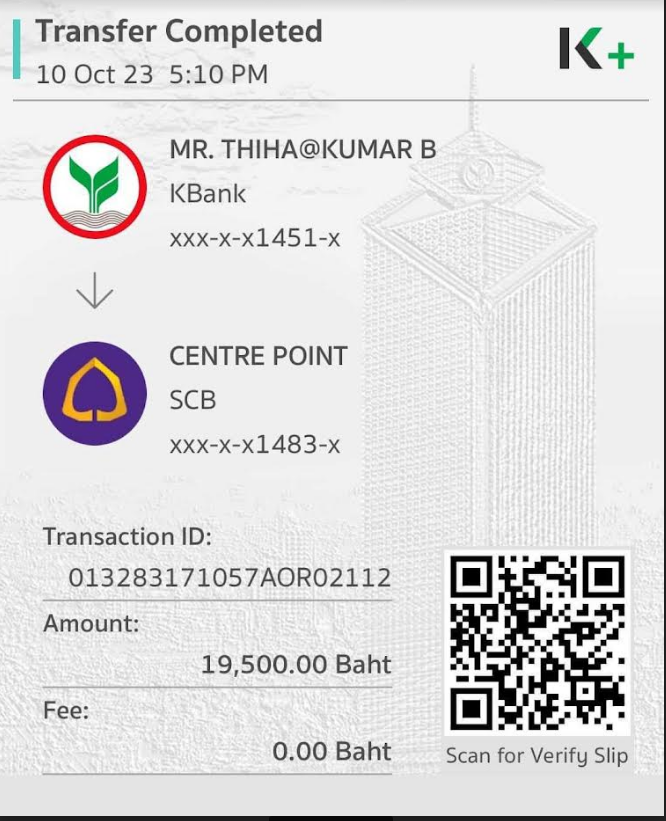 Transfer Completed
10 Oct 23 5:10 PM
K+
MR. THIHA@KUMAR B
KBank
xxx-x-x1451-x
CENTRE POINT
SCB
xxx-x-x1483-x
Transaction ID:
013283171057AOR02112
Amount:
19,500.00 Baht
Fee:
0.00 Baht
Scan for Verify Slip